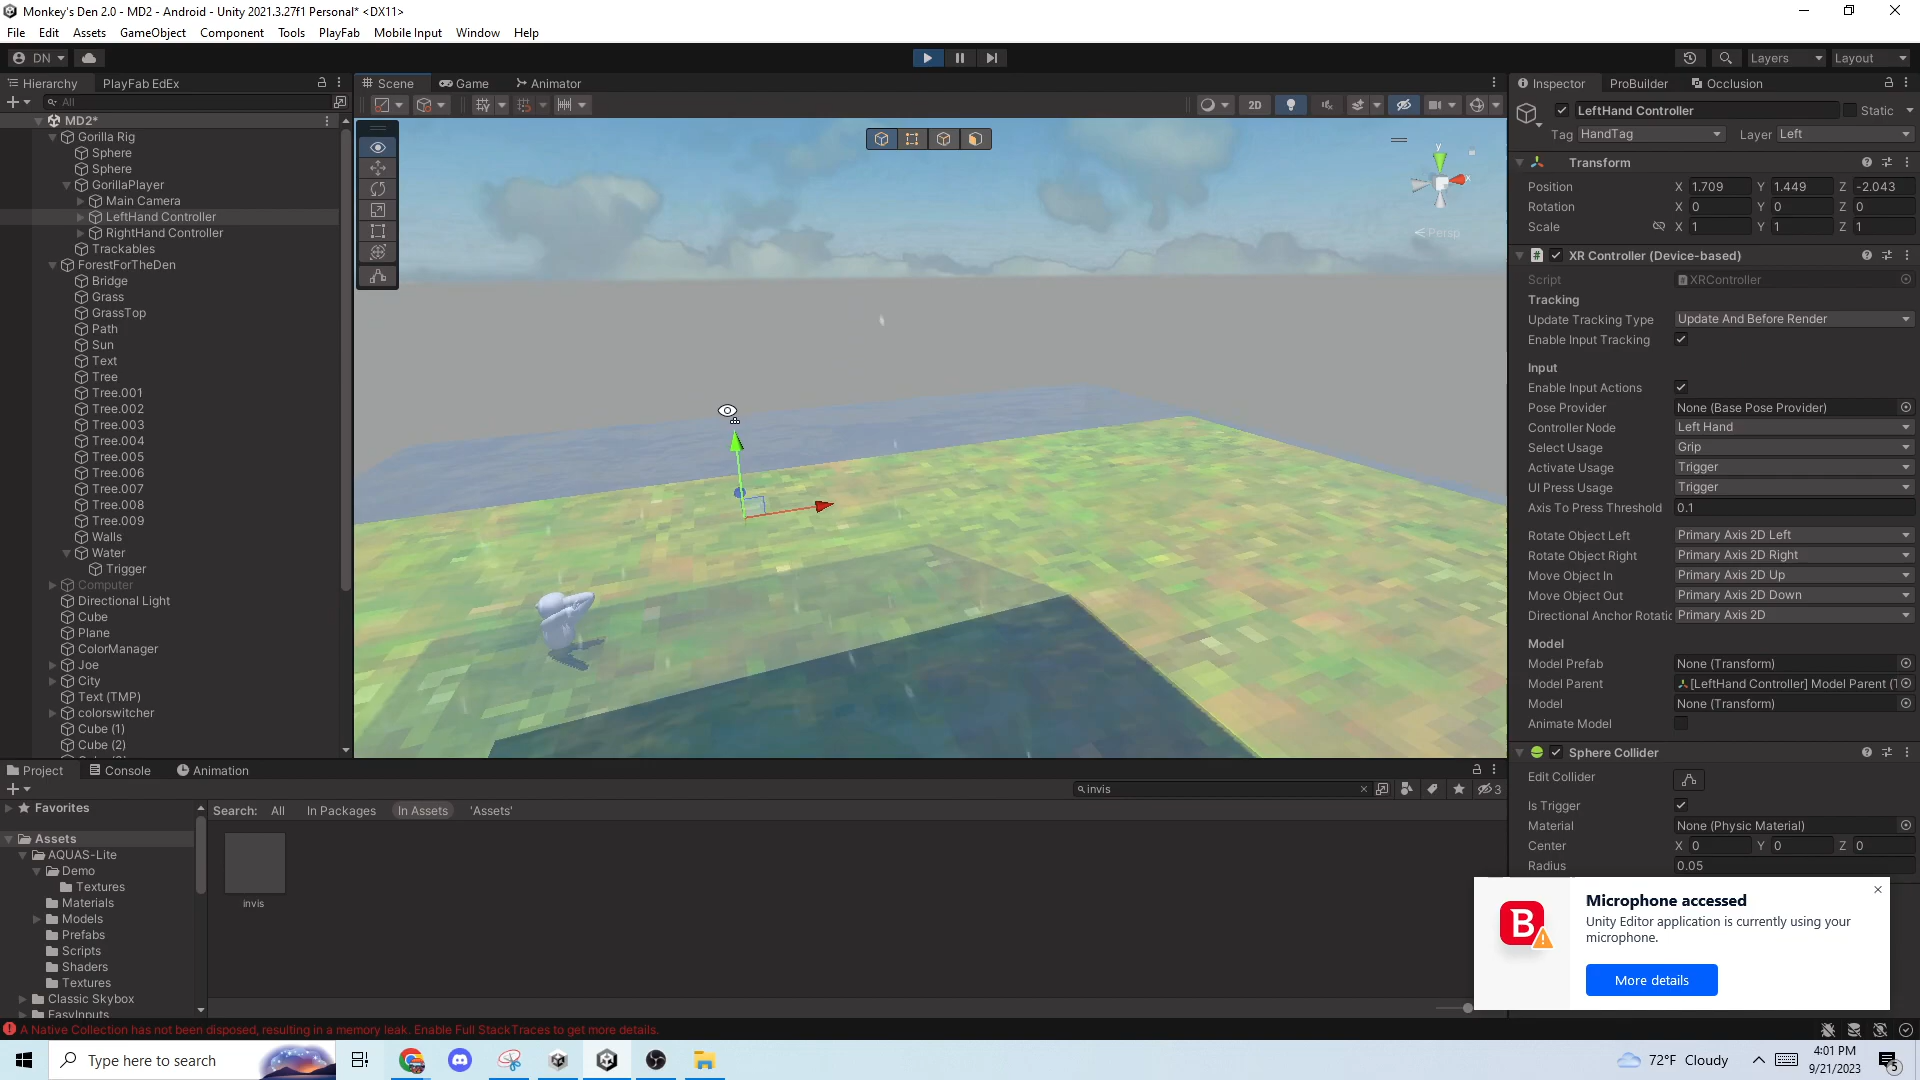 Monkey's Den 2.0 - MD2 - Android - Unity 2021.3.27f1 Personal* <DX11>
File Edit Assets GameObject Component Tools PlayFab Mobile Input Window Help
DN
Layers
Layout
Hierarchy
PlayFab EdEx
All
MD2*
Gorilla Rig
Sphere
Sphere
GorillaPlayer
Main Camera
LeftHand Controller
RightHand Controller
Trackables
ForestForTheDen
Bridge
Grass
GrassTop
Path
Sun
Text
Tree
Tree.001
Tree.002
Tree.003
Tree.004
Tree.005
Tree.006
Tree.007
Tree.008
Tree.009
Walls
Water
Trigger
Computer
Directional Light
Cube
Plane
ColorManager
Joe
City
Text (TMP)
colorswitcher
Cube (1)
Cube (2)
Scene
Game
Animator
2D
y
x
Persp
Inspector
ProBuilder
Occlusion
LeftHand Controller
Static
Tag HandTag
Layer Left
Transform
Position X 1.709 Y 1.449 Z -2.043
Rotation X 0 Y 0 Z 0
Scale X 1 Y 1 Z 1
XR Controller (Device-based)
Script XRController
Tracking
Update Tracking Type Update And Before Render
Enable Input Tracking
Input
Enable Input Actions
Pose Provider None (Base Pose Provider)
Controller Node Left Hand
Select Usage Grip
Activate Usage Trigger
UI Press Usage Trigger
Axis To Press Threshold 0.1
Rotate Object Left Primary Axis 2D Left
Rotate Object Right Primary Axis 2D Right
Move Object In Primary Axis 2D Up
Move Object Out Primary Axis 2D Down
Directional Anchor Rotatic Primary Axis 2D
Model
Model Prefab None (Transform)
Model Parent [LeftHand Controller] Model Parent (T
Model None (Transform)
Animate Model
Sphere Collider
Edit Collider
Is Trigger
Material None (Physic Material)
Center X 0 Y 0 Z 0
Radius 0.05
Project
Console
Animation
invis
3
Favorites
Assets
AQUAS-Lite
Demo
Textures
Materials
Models
Prefabs
Scripts
Shaders
Textures
Classic Skybox
EasyInputs
Search: All In Packages In Assets 'Assets'
invis
B
Microphone accessed
Unity Editor application is currently using your
microphone.
More details
A Native Collection has not been disposed, resulting in a memory leak. Enable Full StackTraces to get more details.
Type here to search
72°F Cloudy
4:01 PM
9/21/2023
5